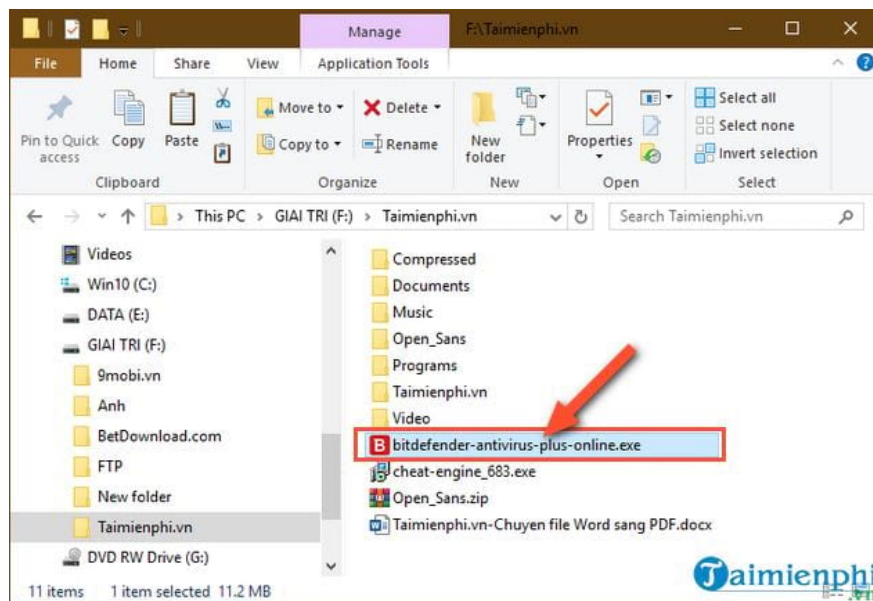 Manage
F:\Taimienphi.vn
File Home Share View Application Tools
Pin to Quick access
Copy
Paste
Clipboard
Move to
Copy to
Delete
Rename
Organize
New folder
New
Properties
Open
Select all
Select none
Invert selection
Select
This PC > GIAI TRI (F:) > Taimienphi.vn
Search Taimienphi.vn
Videos
Win10 (C:)
DATA (E:)
GIAI TRI (F:)
9mobi.vn
Anh
BetDownload.com
FTP
New folder
Taimienphi.vn
DVD RW Drive (G:)
Compressed
Documents
Music
Open_Sans
Programs
Taimienphi.vn
Video
B bitdefender-antivirus-plus-online.exe
cheat-engine_683.exe
Open_Sans.zip
Taimienphi.vn-Chuyen file Word sang PDF.docx
11 items 1 item selected 11.2 MB
Taimienphi
.vn